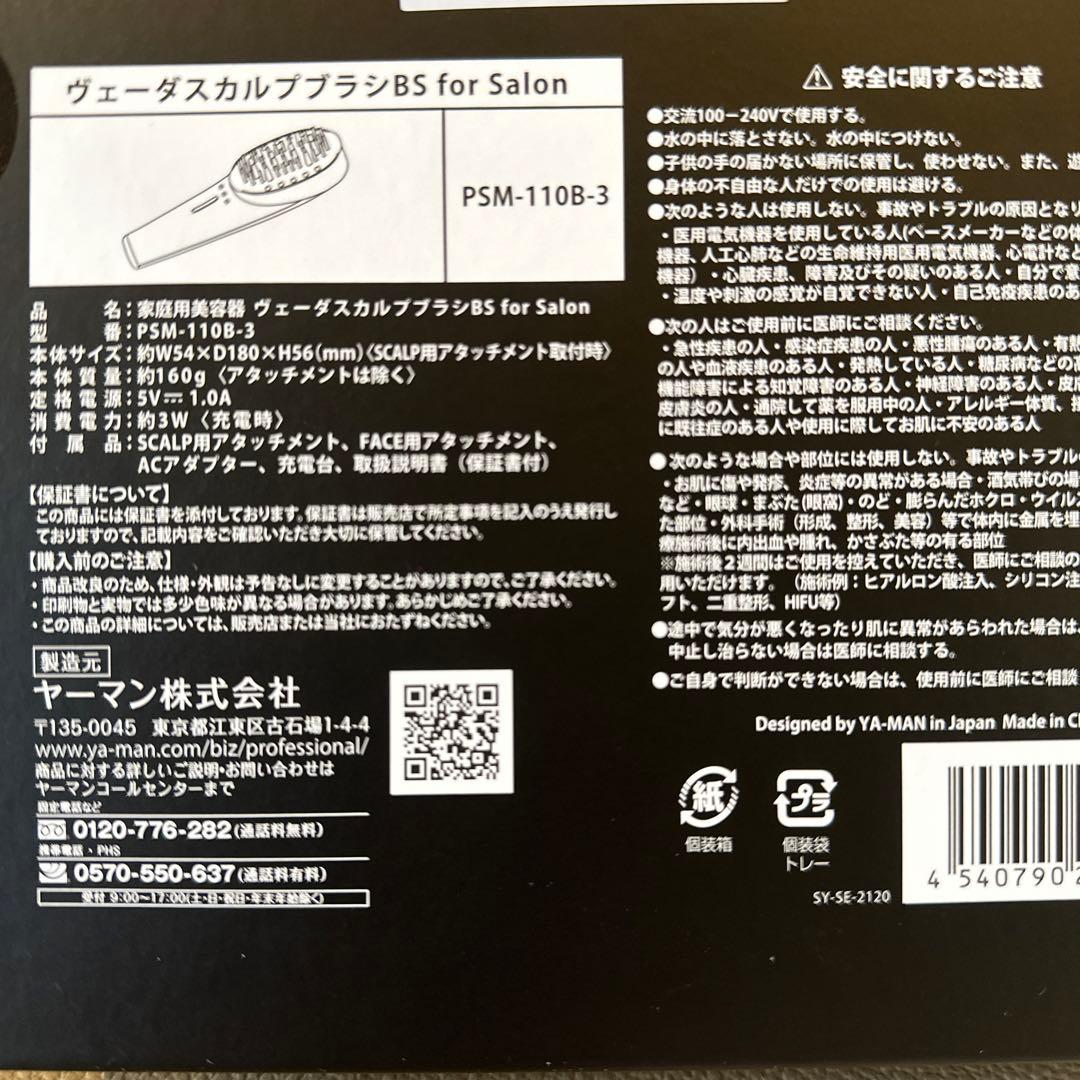 ヴェーダスカルプブラシBS for Salon
PSM-110B-3
品名：家庭用美容器 ヴェーダスカルプブラシBS for Salon
型番：PSM-110B-3
本体サイズ：約W54×D180×H56（mm）〈SCALP用アタッチメント取付時〉
本体質量：約160g〈アタッチメントは除く〉
定格電源：5V⎓1.0A
消費電力：約3W〈充電時〉
付属品：SCALP用アタッチメント、FACE用アタッチメント、
ACアダプター、充電台、取扱説明書（保証書付）
【保証書について】
この商品には保証書を添付しております。保証書は販売店で所定事項を記入のうえ発行し
ておりますので、記載内容をご確認いただき大切に保管してください。
【購入前のご注意】
・商品改良のため、仕様・外観は予告なしに変更することがありますので、ご了承ください。
・印刷物と実物では多少色味が異なる場合があります。あらかじめご了承ください。
・この商品の詳細については、販売店または当社におたずねください。
製造元
ヤーマン株式会社
〒135-0045 東京都江東区古石場1-4-4
www.ya-man.com/biz/professional/
商品に対する詳しいご説明・お問い合わせは
ヤーマンコールセンターまで
固定電話など
0120-776-282（通話料無料）
携帯電話・PHS
0570-550-637（通話料有料）
受付 9:00〜17:00（土・日・祝日・年末年始除く）
⚠ 安全に関するご注意
●交流100−240Vで使用する。
●水の中に落とさない。水の中につけない。
●子供の手の届かない場所に保管し、使わせない。また、
●身体の不自由な人だけでの使用は避ける。
●次のような人は使用しない。事故やトラブルの原因となり
・医用電気機器を使用している人(ペースメーカーなどの体
機器、人工心肺などの生命維持用医用電気機器、心電計など
機器）・心臓疾患、障害及びその疑いのある人・自分で意
・温度や刺激の感覚が自覚できない人・自己免疫疾患のあ
●次の人はご使用前に医師にご相談ください。
・急性疾患の人・感染症疾患の人・悪性腫瘍のある人・有熱
の人や血液疾患のある人・発熱している人・糖尿病などの高
機能障害による知覚障害のある人・神経障害のある人・皮
皮膚炎の人・通院して薬を服用中の人・アレルギー体質、接
に既往症のある人や使用に際してお肌に不安のある人
●次のような場合や部位には使用しない。事故やトラブルの
・お肌に傷や発疹、炎症等の異常がある場合・酒気帯びの場
など・眼球・まぶた(眼窩)・のど・膨らんだホクロ・ウイル
た部位・外科手術（形成、整形、美容）等で体内に金属を埋
療施術後に内出血や腫れ、かさぶた等の有る部位
※施術後２週間はご使用を控えていただき、医師にご相談の
用いただけます。（施術例：ヒアルロン酸注入、シリコン注
フト、二重整形、HIFU等）
●途中で気分が悪くなったり肌に異常があらわれた場合は、
中止し治らない場合は医師に相談する。
●ご自身で判断ができない場合は、使用前に医師にご相談
Designed by YA-MAN in Japan Made in C
紙
個装箱
プラ
個装袋
トレー
SY-SE-2120
4 540790